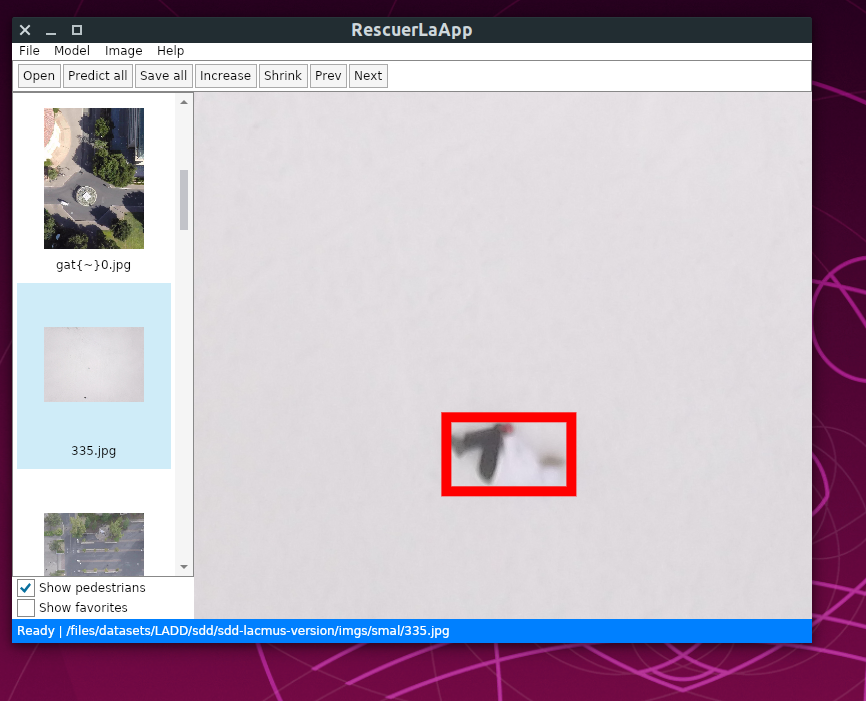 RescuerLaApp
File Model Image Help
Open Predict all Save all Increase Shrink Prev Next
gat{~}0.jpg
335.jpg
Show pedestrians
Show favorites
Ready | /files/datasets/LADD/sdd/sdd-lacmus-version/imgs/smal/335.jpg